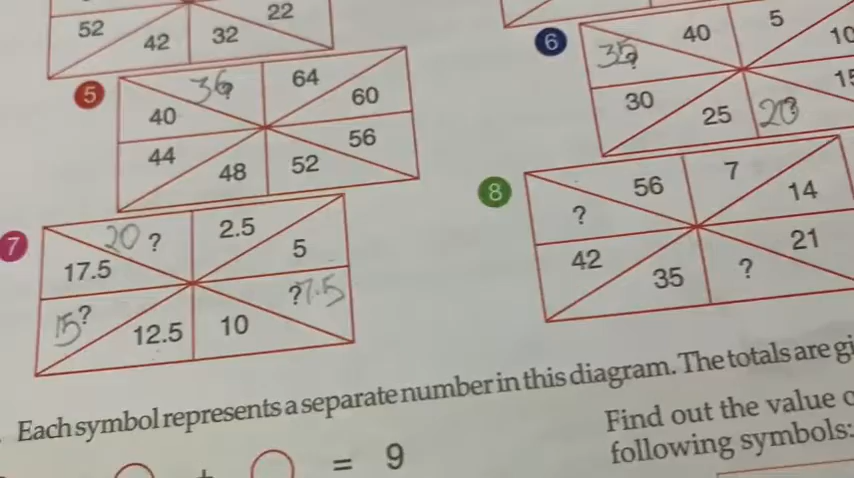 52 42 32 22
5
36? 64
40 60
44 56
48 52
6
35? 40 5
30 25 20?
7
20? 2.5
17.5 5
15? ?7.5
12.5 10
8
56 7
? 14
42 21
35 ?
Each symbol represents a separate number in this diagram. The totals are
Find out the value
following symbols:
+ = 9